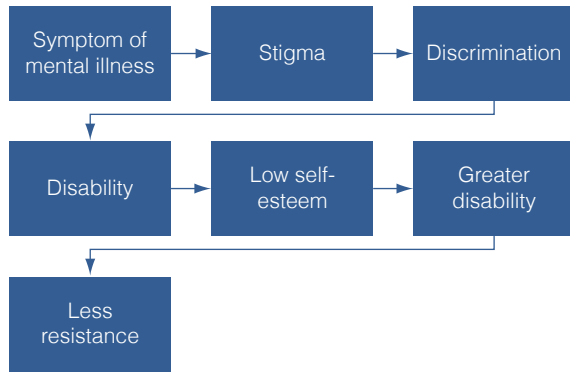 Symptom of
mental illness
Stigma
Discrimination
Disability
Low self-
esteem
Greater
disability
Less
resistance